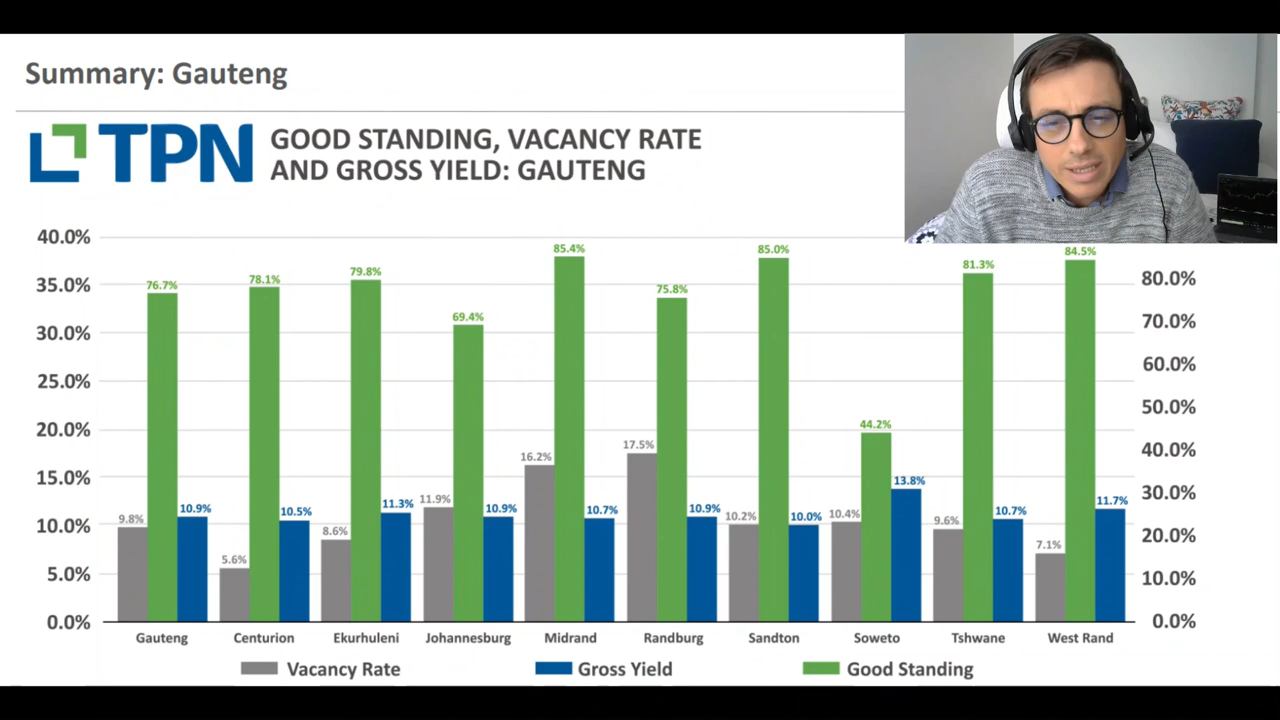 Summary: Gauteng
TPN
GOOD STANDING, VACANCY RATE
AND GROSS YIELD: GAUTENG
40.0%
35.0%
30.0%
25.0%
20.0%
15.0%
10.0%
5.0%
0.0%
80.0%
70.0%
60.0%
50.0%
40.0%
30.0%
20.0%
10.0%
0.0%
9.8% 76.7% 10.9%
5.6% 78.1% 10.5%
8.6% 79.8% 11.3%
11.9% 69.4% 10.9%
16.2% 85.4% 10.7%
17.5% 75.8% 10.9%
10.2% 85.0% 10.0%
10.4% 44.2% 13.8%
9.6% 81.3% 10.7%
7.1% 84.5% 11.7%
Gauteng Centurion Ekurhuleni Johannesburg Midrand Randburg Sandton Soweto Tshwane West Rand
Vacancy Rate Gross Yield Good Standing